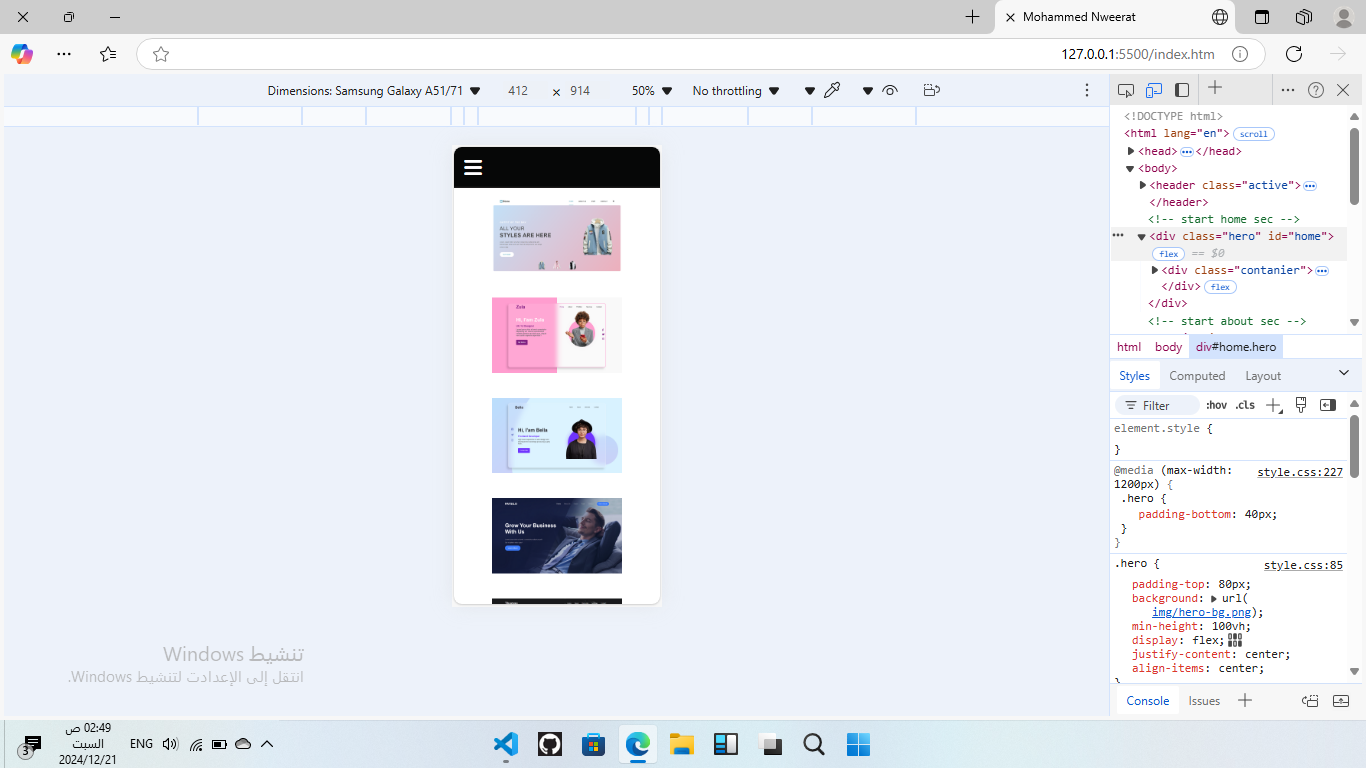 Mohammed Nweerat
127.0.0.1:5500/index.htm
Dimensions: Samsung Galaxy A51/71 412 × 914 50% No throttling
ALL YOUR
STYLES ARE HERE
Zula
Hi, I'am Zula
Bella
Hi, I'am Bella
Grow Your Business
With Us
<!DOCTYPE html>
<html lang="en"> scroll
<head> ••• </head>
<body>
<header class="active"> •••
</header>
<!-- start home sec -->
••• <div class="hero" id="home">
flex == $0
<div class="contanier"> •••
</div> flex
</div>
<!-- start about sec -->
html body div#home.hero
Styles Computed Layout
Filter :hov .cls
element.style {
}
@media (max-width: style.css:227
1200px) {
.hero {
padding-bottom: 40px;
}
}
.hero { style.css:85
padding-top: 80px;
background: url(
img/hero-bg.png);
min-height: 100vh;
display: flex;
justify-content: center;
align-items: center;
}
Console Issues
تنشيط Windows
انتقل إلى الإعدادت لتنشيط Windows.
3
02:49 ص
السبت
2024/12/21
ENG